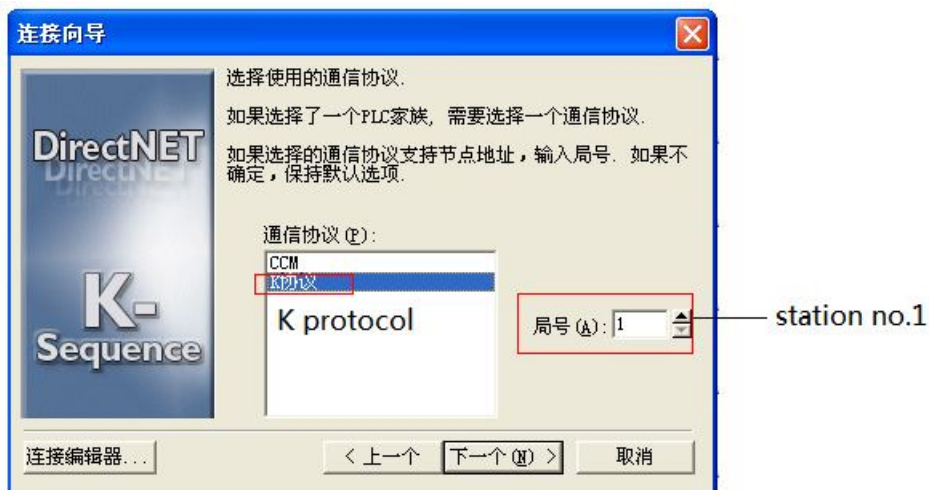 连接向导
选择使用的通信协议.
如果选择了一个PLC家族, 需要选择一个通信协议.
如果选择的通信协议支持节点地址，输入局号. 如果不
确定，保持默认选项.
DirectNET
DirectNET
DirectNET
通信协议(P):
CCM
K协议
K protocol
局号(A): 1
station no.1
K-
Sequence
连接编辑器...
< 上一个
下一个(N) >
取消